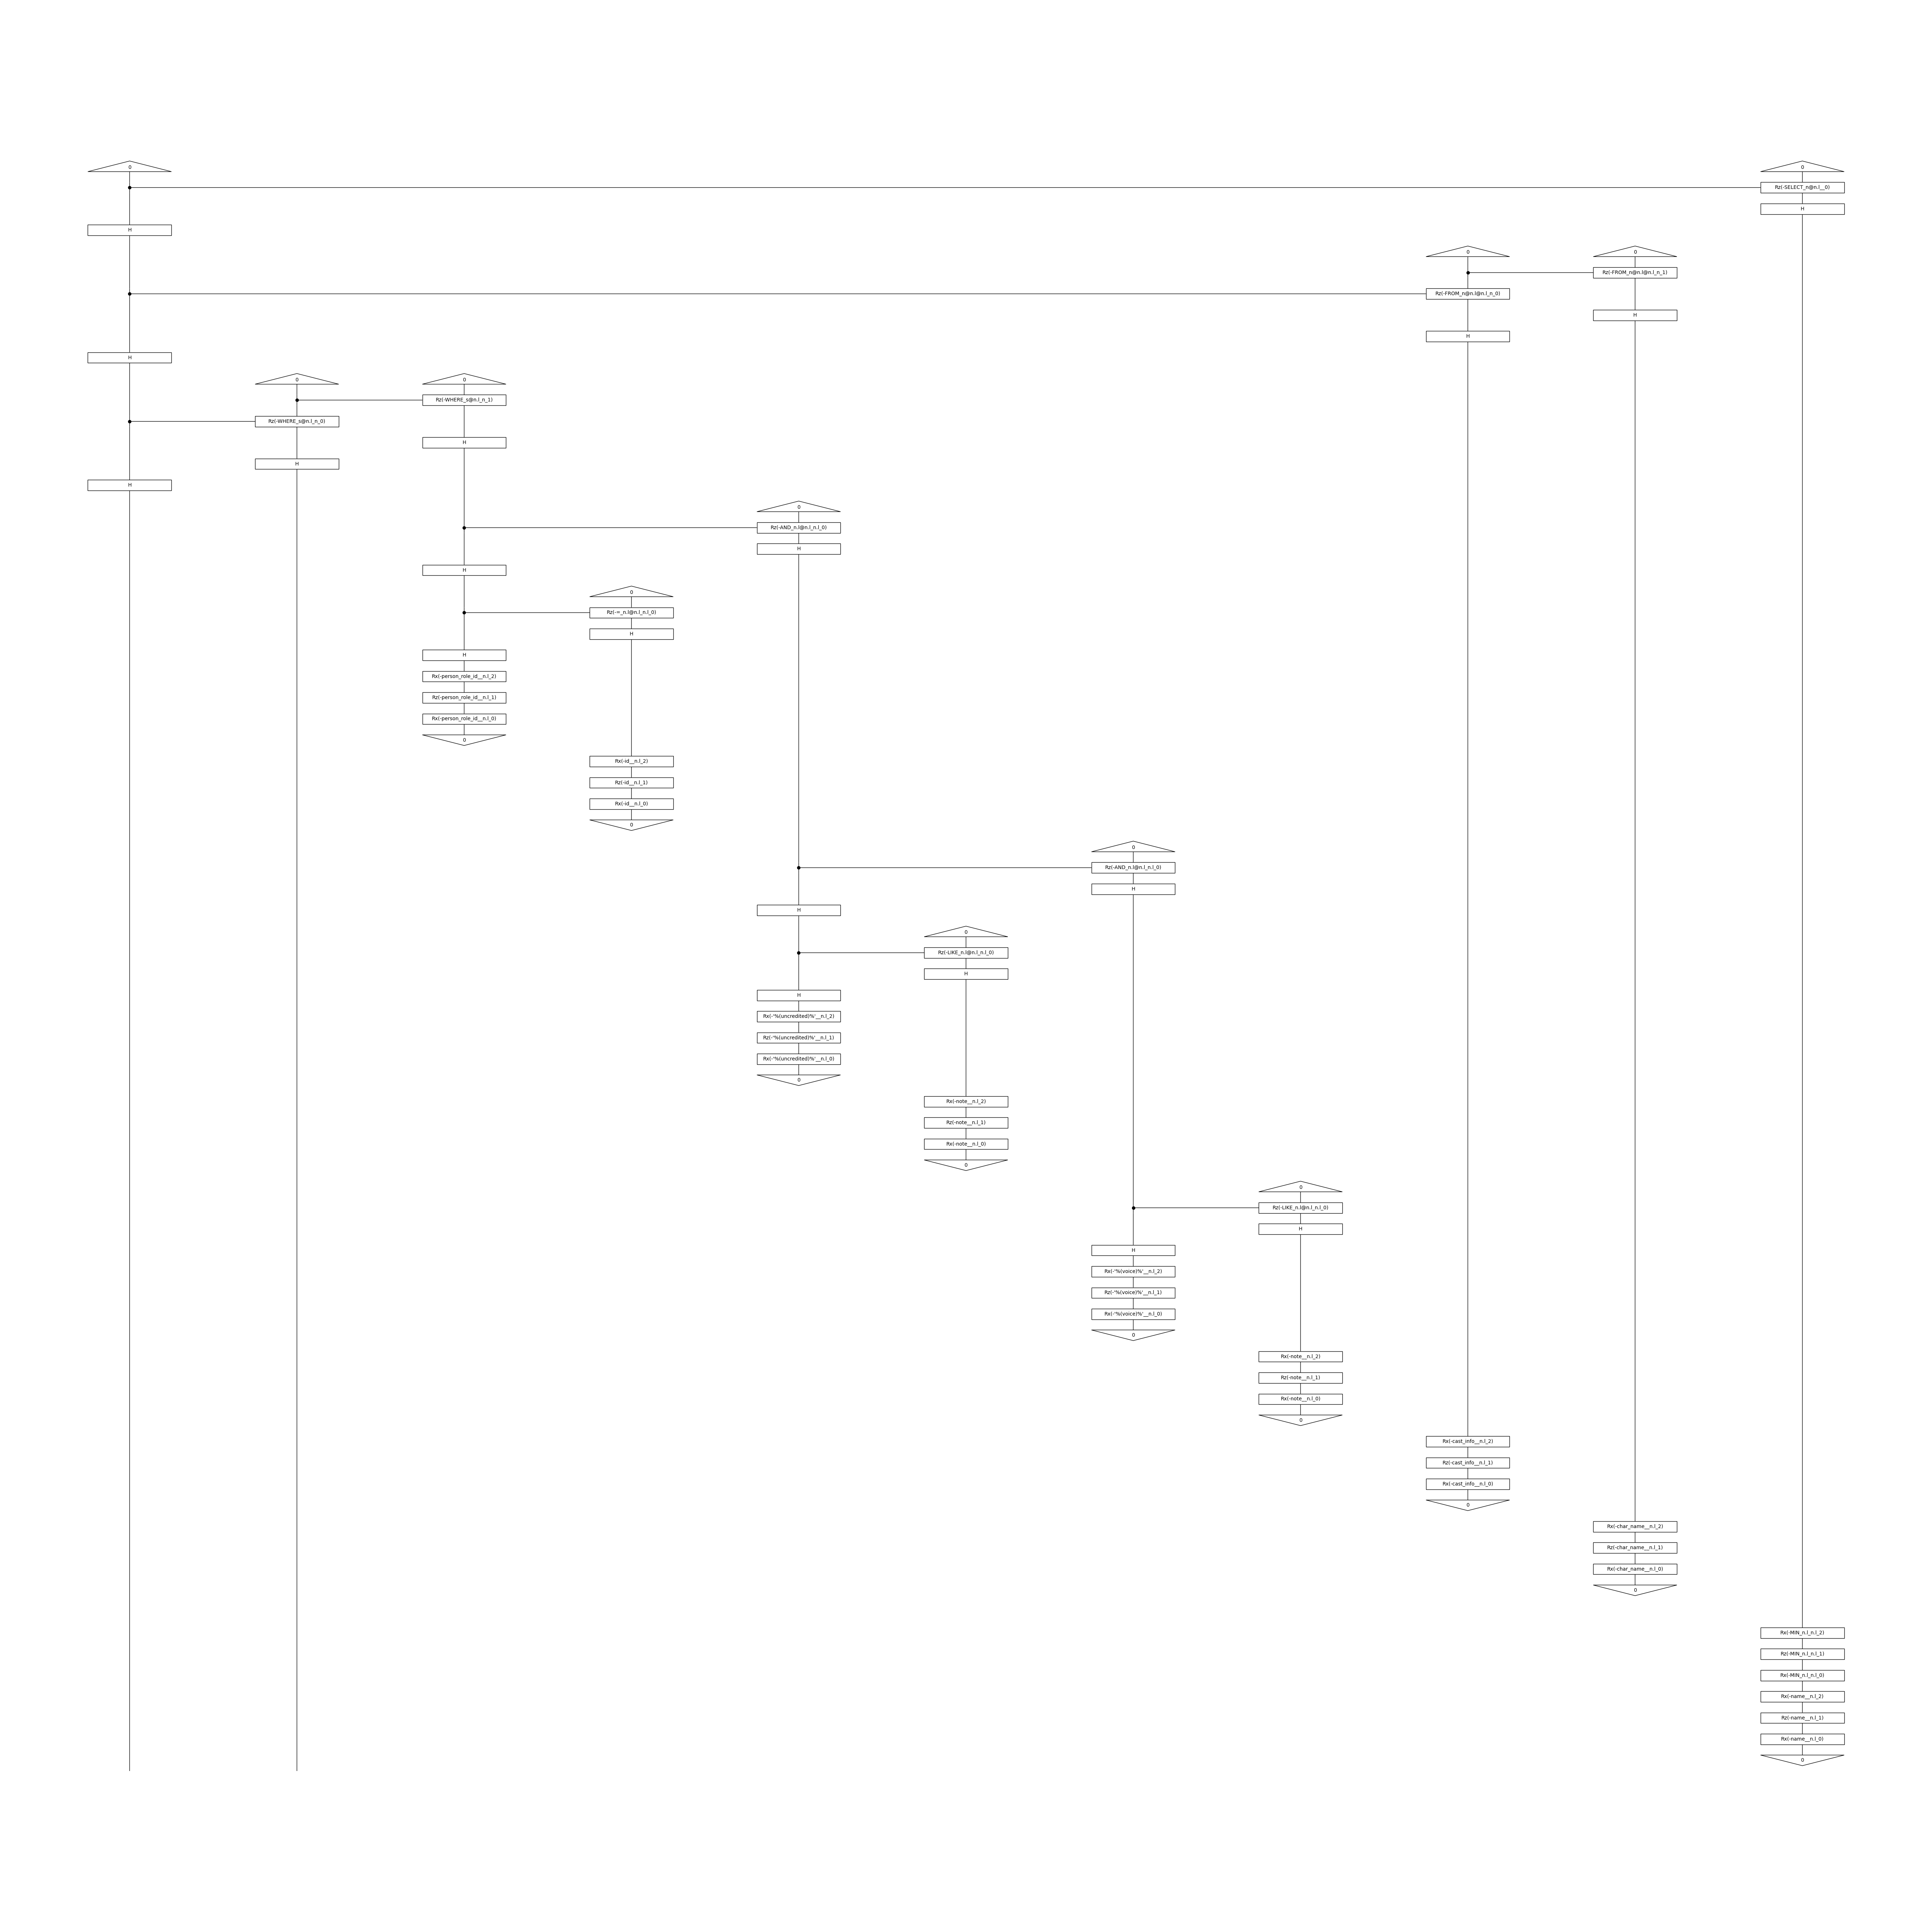 0
0
Rz(-SELECT_n@n.l__0)
H
H
0
0
Rz(-FROM_n@n.l@n.l_n_1)
Rz(-FROM_n@n.l@n.l_n_0)
H
H
H
0
0
Rz(-WHERE_s@n.l_n_1)
Rz(-WHERE_s@n.l_n_0)
H
H
H
0
Rz(-AND_n.l@n.l_n.l_0)
H
H
0
Rz(-=_n.l@n.l_n.l_0)
H
H
Rx(-person_role_id__n.l_2)
Rz(-person_role_id__n.l_1)
Rx(-person_role_id__n.l_0)
0
Rx(-id__n.l_2)
Rz(-id__n.l_1)
Rx(-id__n.l_0)
0
0
Rz(-AND_n.l@n.l_n.l_0)
H
H
0
Rz(-LIKE_n.l@n.l_n.l_0)
H
H
Rx(-'%(uncredited)%'__n.l_2)
Rz(-'%(uncredited)%'__n.l_1)
Rx(-'%(uncredited)%'__n.l_0)
0
Rx(-note__n.l_2)
Rz(-note__n.l_1)
Rx(-note__n.l_0)
0
0
Rz(-LIKE_n.l@n.l_n.l_0)
H
H
Rx(-'%(voice)%'__n.l_2)
Rz(-'%(voice)%'__n.l_1)
Rx(-'%(voice)%'__n.l_0)
0
Rx(-note__n.l_2)
Rz(-note__n.l_1)
Rx(-note__n.l_0)
0
Rx(-cast_info__n.l_2)
Rz(-cast_info__n.l_1)
Rx(-cast_info__n.l_0)
0
Rx(-char_name__n.l_2)
Rz(-char_name__n.l_1)
Rx(-char_name__n.l_0)
0
Rx(-MIN_n.l_n.l_2)
Rz(-MIN_n.l_n.l_1)
Rx(-MIN_n.l_n.l_0)
Rx(-name__n.l_2)
Rz(-name__n.l_1)
Rx(-name__n.l_0)
0